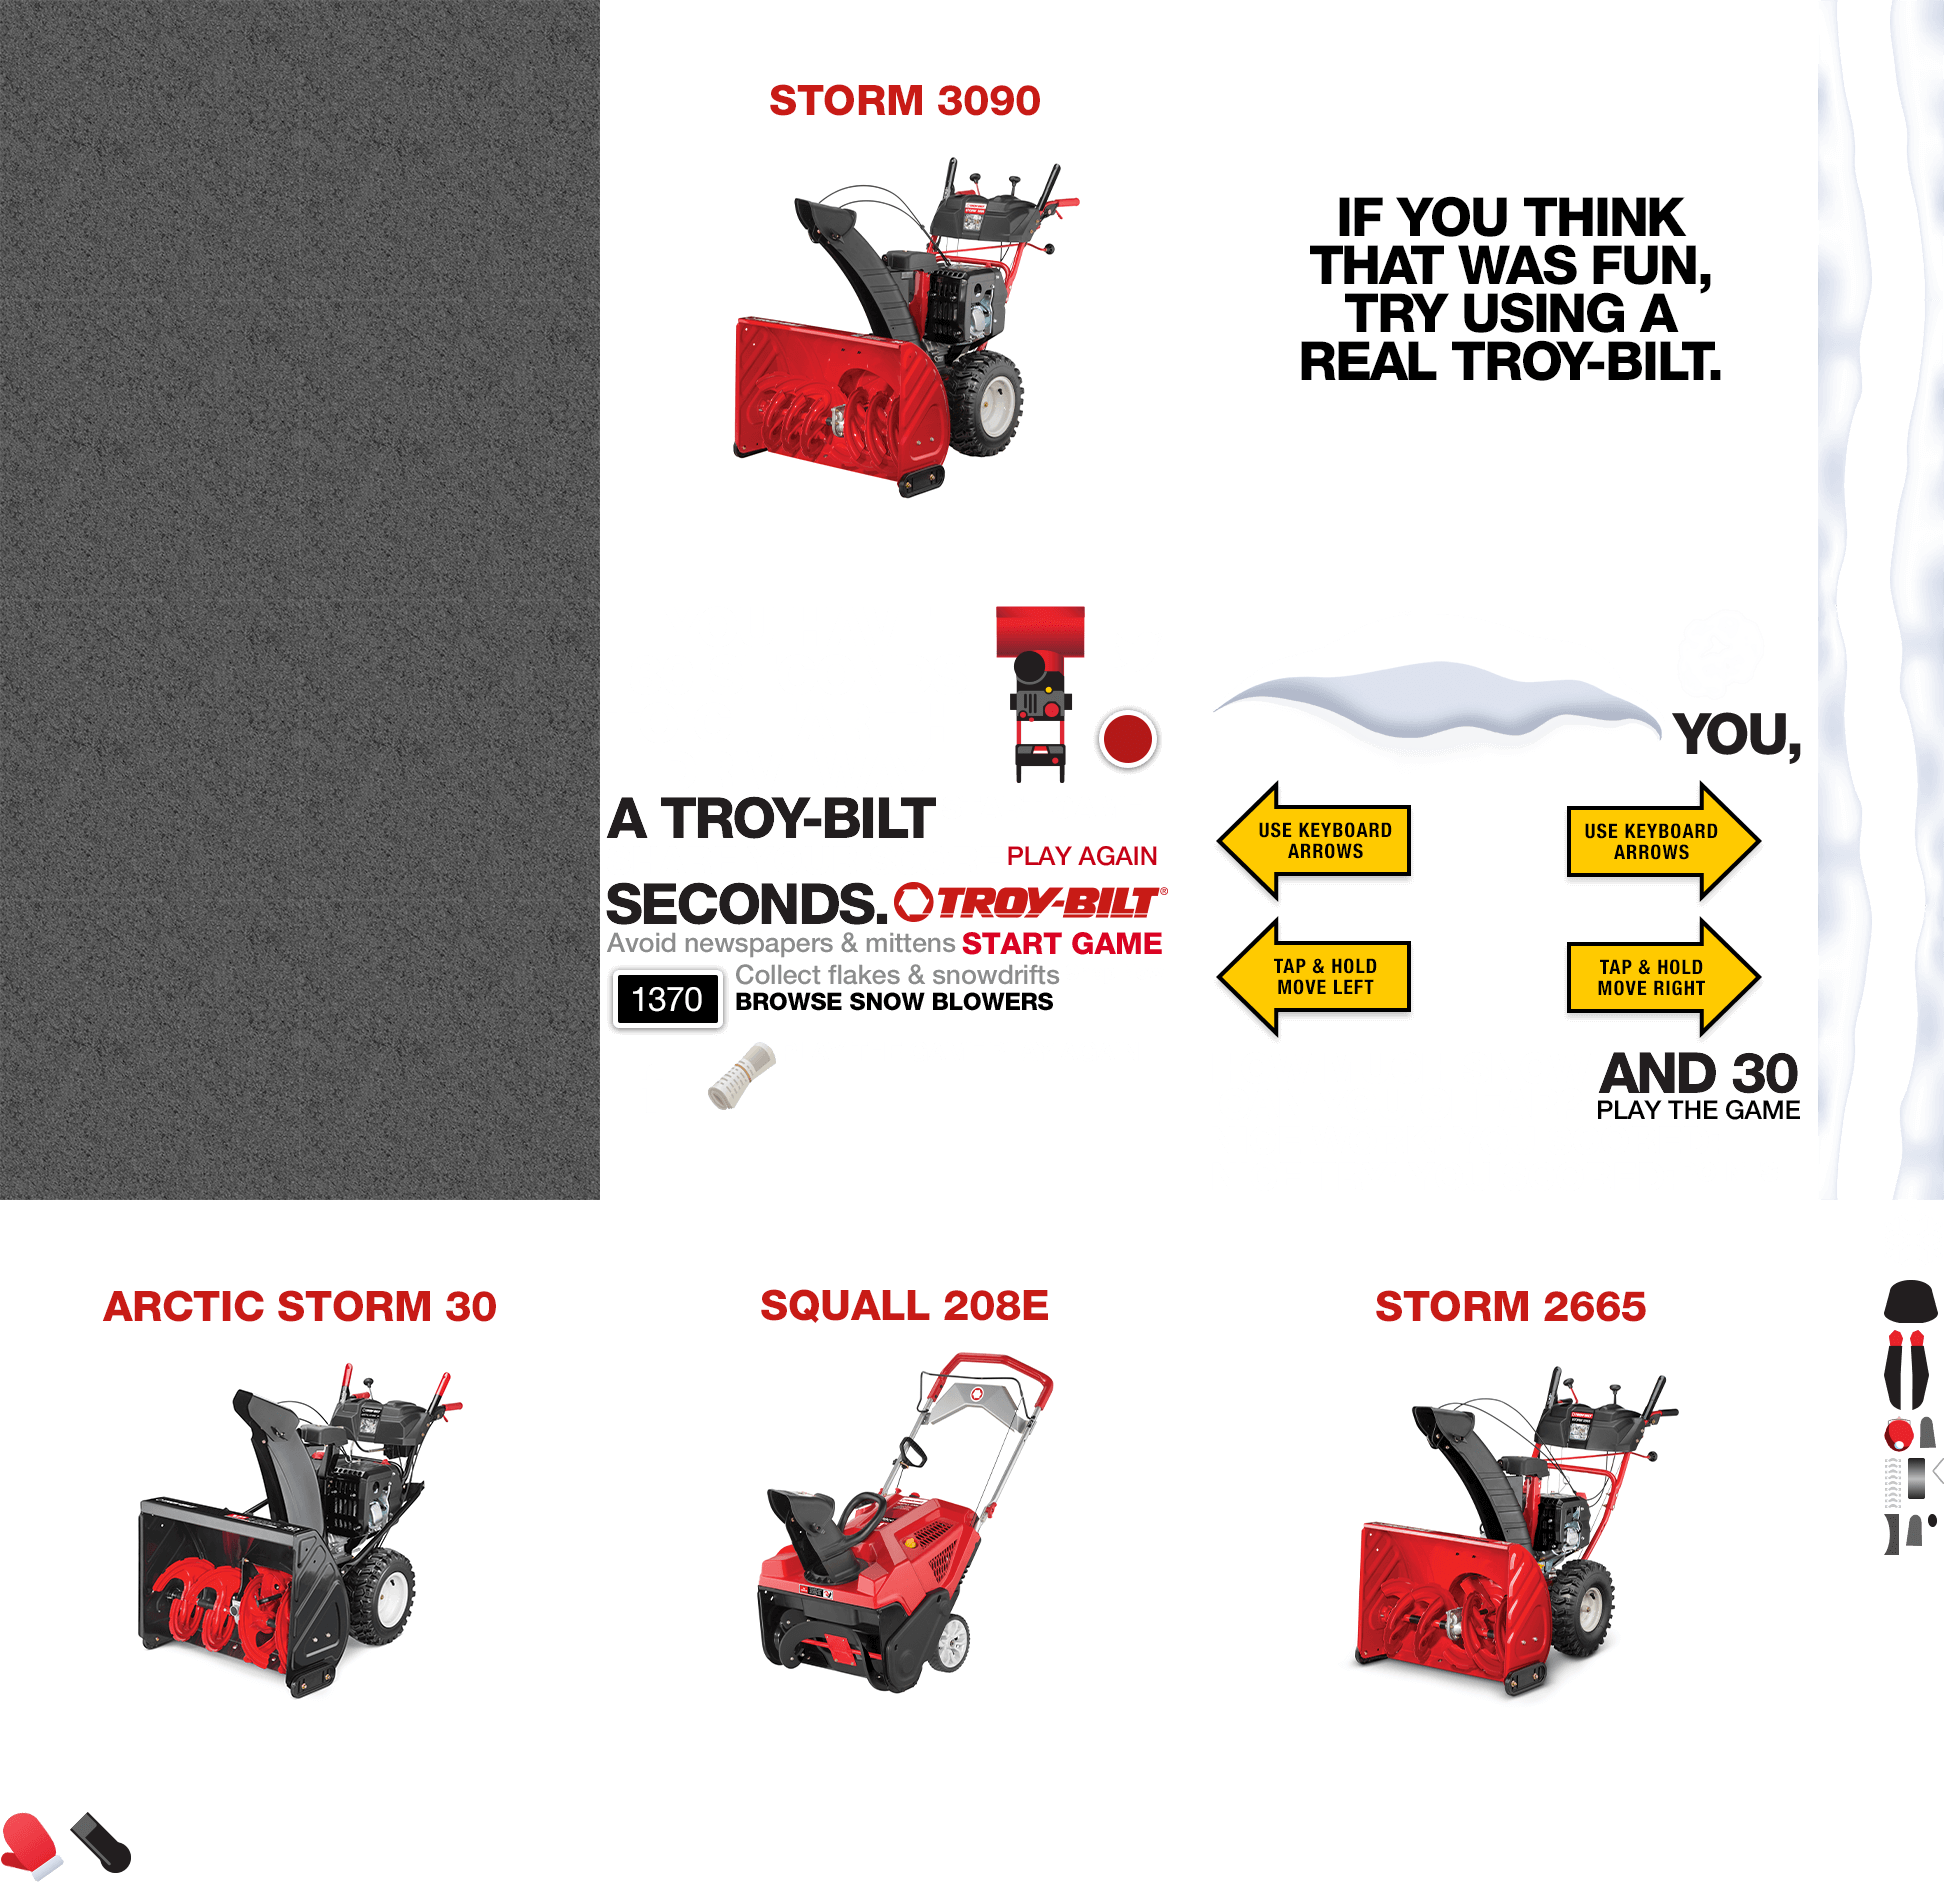 STORM 3090
IF YOU THINK
THAT WAS FUN,
TRY USING A
REAL TROY-BILT.
YOU,
A TROY-BILT
USE KEYBOARD
ARROWS
USE KEYBOARD
ARROWS
PLAY AGAIN
SECONDS.
TROY-BILT®
Avoid newspapers & mittens
START GAME
Collect flakes & snowdrifts
1370
BROWSE SNOW BLOWERS
TAP & HOLD
MOVE LEFT
TAP & HOLD
MOVE RIGHT
AND 30
PLAY THE GAME
ARCTIC STORM 30
SQUALL 208E
STORM 2665